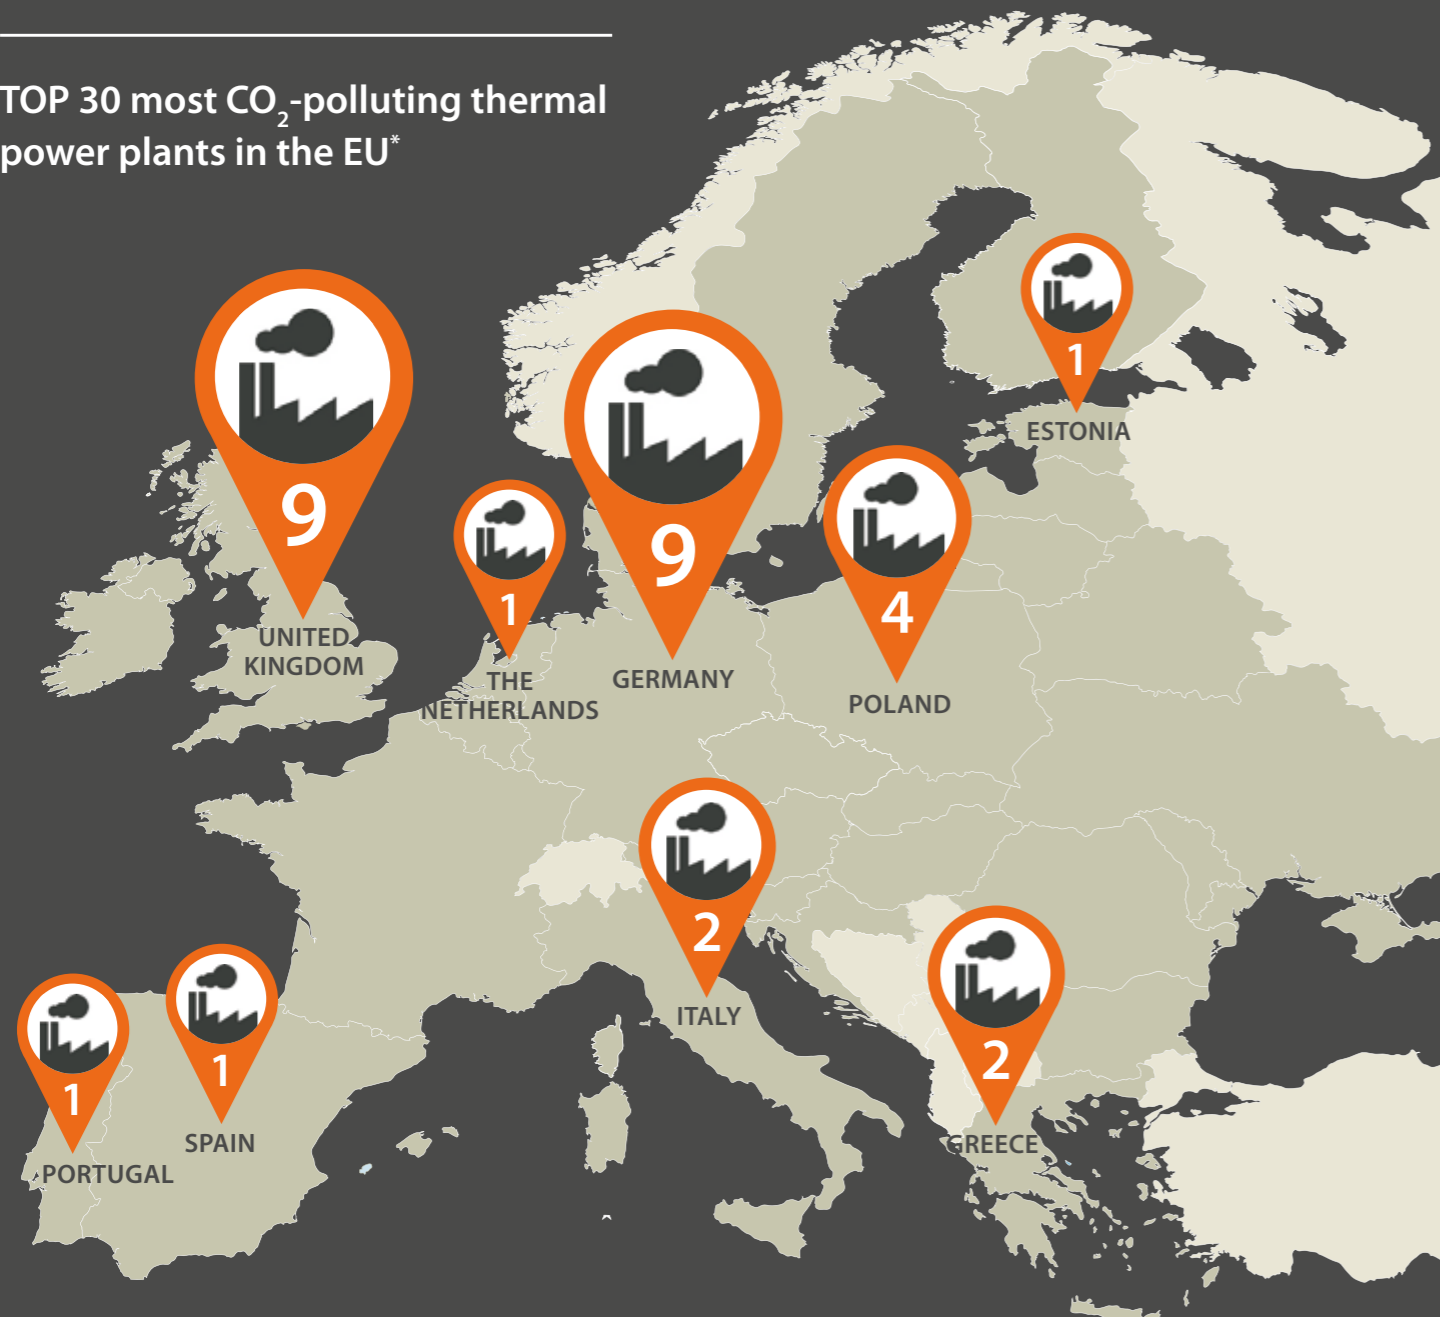 TOP 30 most CO₂-polluting thermal
power plants in the EU*
1
ESTONIA
9
UNITED
KINGDOM
1
THE
NETHERLANDS
9
GERMANY
4
POLAND
2
ITALY
2
GREECE
1
SPAIN
1
PORTUGAL